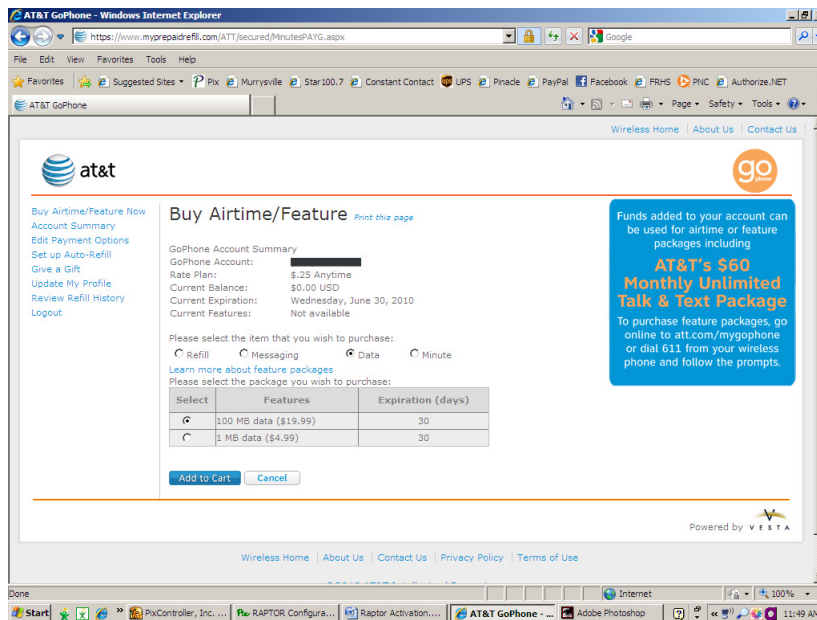 AT&T GoPhone - Windows Internet Explorer
https://www.myprepaidrefill.com/ATT/secured/MinutesPAYG.aspx
Google
File Edit View Favorites Tools Help
Favorites Suggested Sites Pix Murrysville Star100.7 Constant Contact UPS Pinacle PayPal Facebook FRHS PNC Authorize.NET
AT&T GoPhone
Page Safety Tools
Wireless Home | About Us | Contact Us |
at&t
go
phone
Buy Airtime/Feature Now
Account Summary
Edit Payment Options
Set up Auto-Refill
Give a Gift
Update My Profile
Review Refill History
Logout
Buy Airtime/Feature Print this page
GoPhone Account Summary
GoPhone Account:
Rate Plan: $.25 Anytime
Current Balance: $0.00 USD
Current Expiration: Wednesday, June 30, 2010
Current Features: Not available
Please select the item that you wish to purchase:
Refill Messaging Data Minute
Learn more about feature packages
Please select the package you wish to purchase:
Select Features Expiration (days)
100 MB data ($19.99) 30
1 MB data ($4.99) 30
Add to Cart Cancel
Funds added to your account can
be used for airtime or feature
packages including
AT&T's $60
Monthly Unlimited
Talk & Text Package
To purchase feature packages, go
online to att.com/mygophone
or dial 611 from your wireless
phone and follow the prompts.
Powered by VESTA
Wireless Home | About Us | Contact Us | Privacy Policy | Terms of Use
Done
Internet
100%
Start
PixController, Inc. ...
RAPTOR Configura...
Raptor Activation....
AT&T GoPhone - ...
Adobe Photoshop
11:49 AM